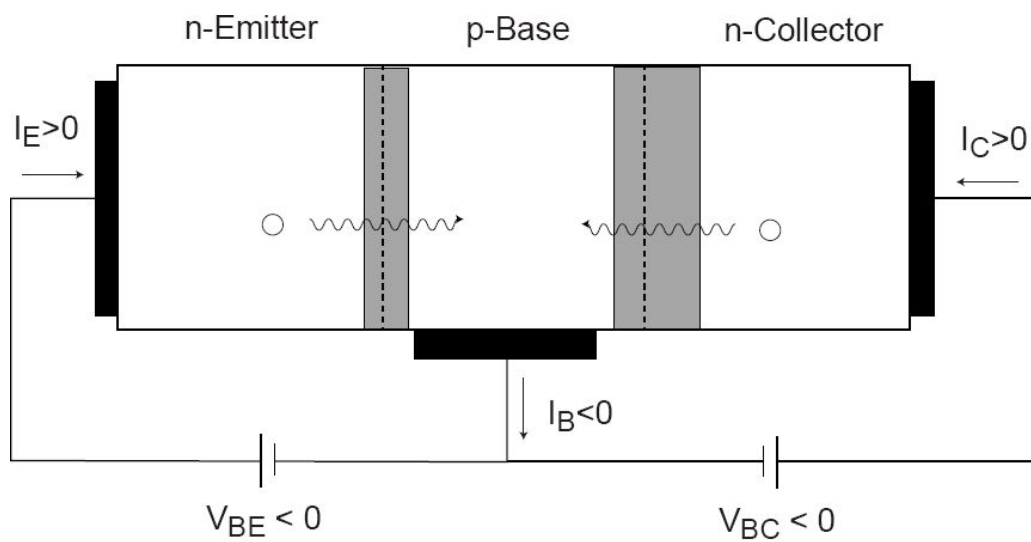 n-Emitter p-Base n-Collector
I_E>0 I_C>0
I_B<0
V_BE < 0 V_BC < 0